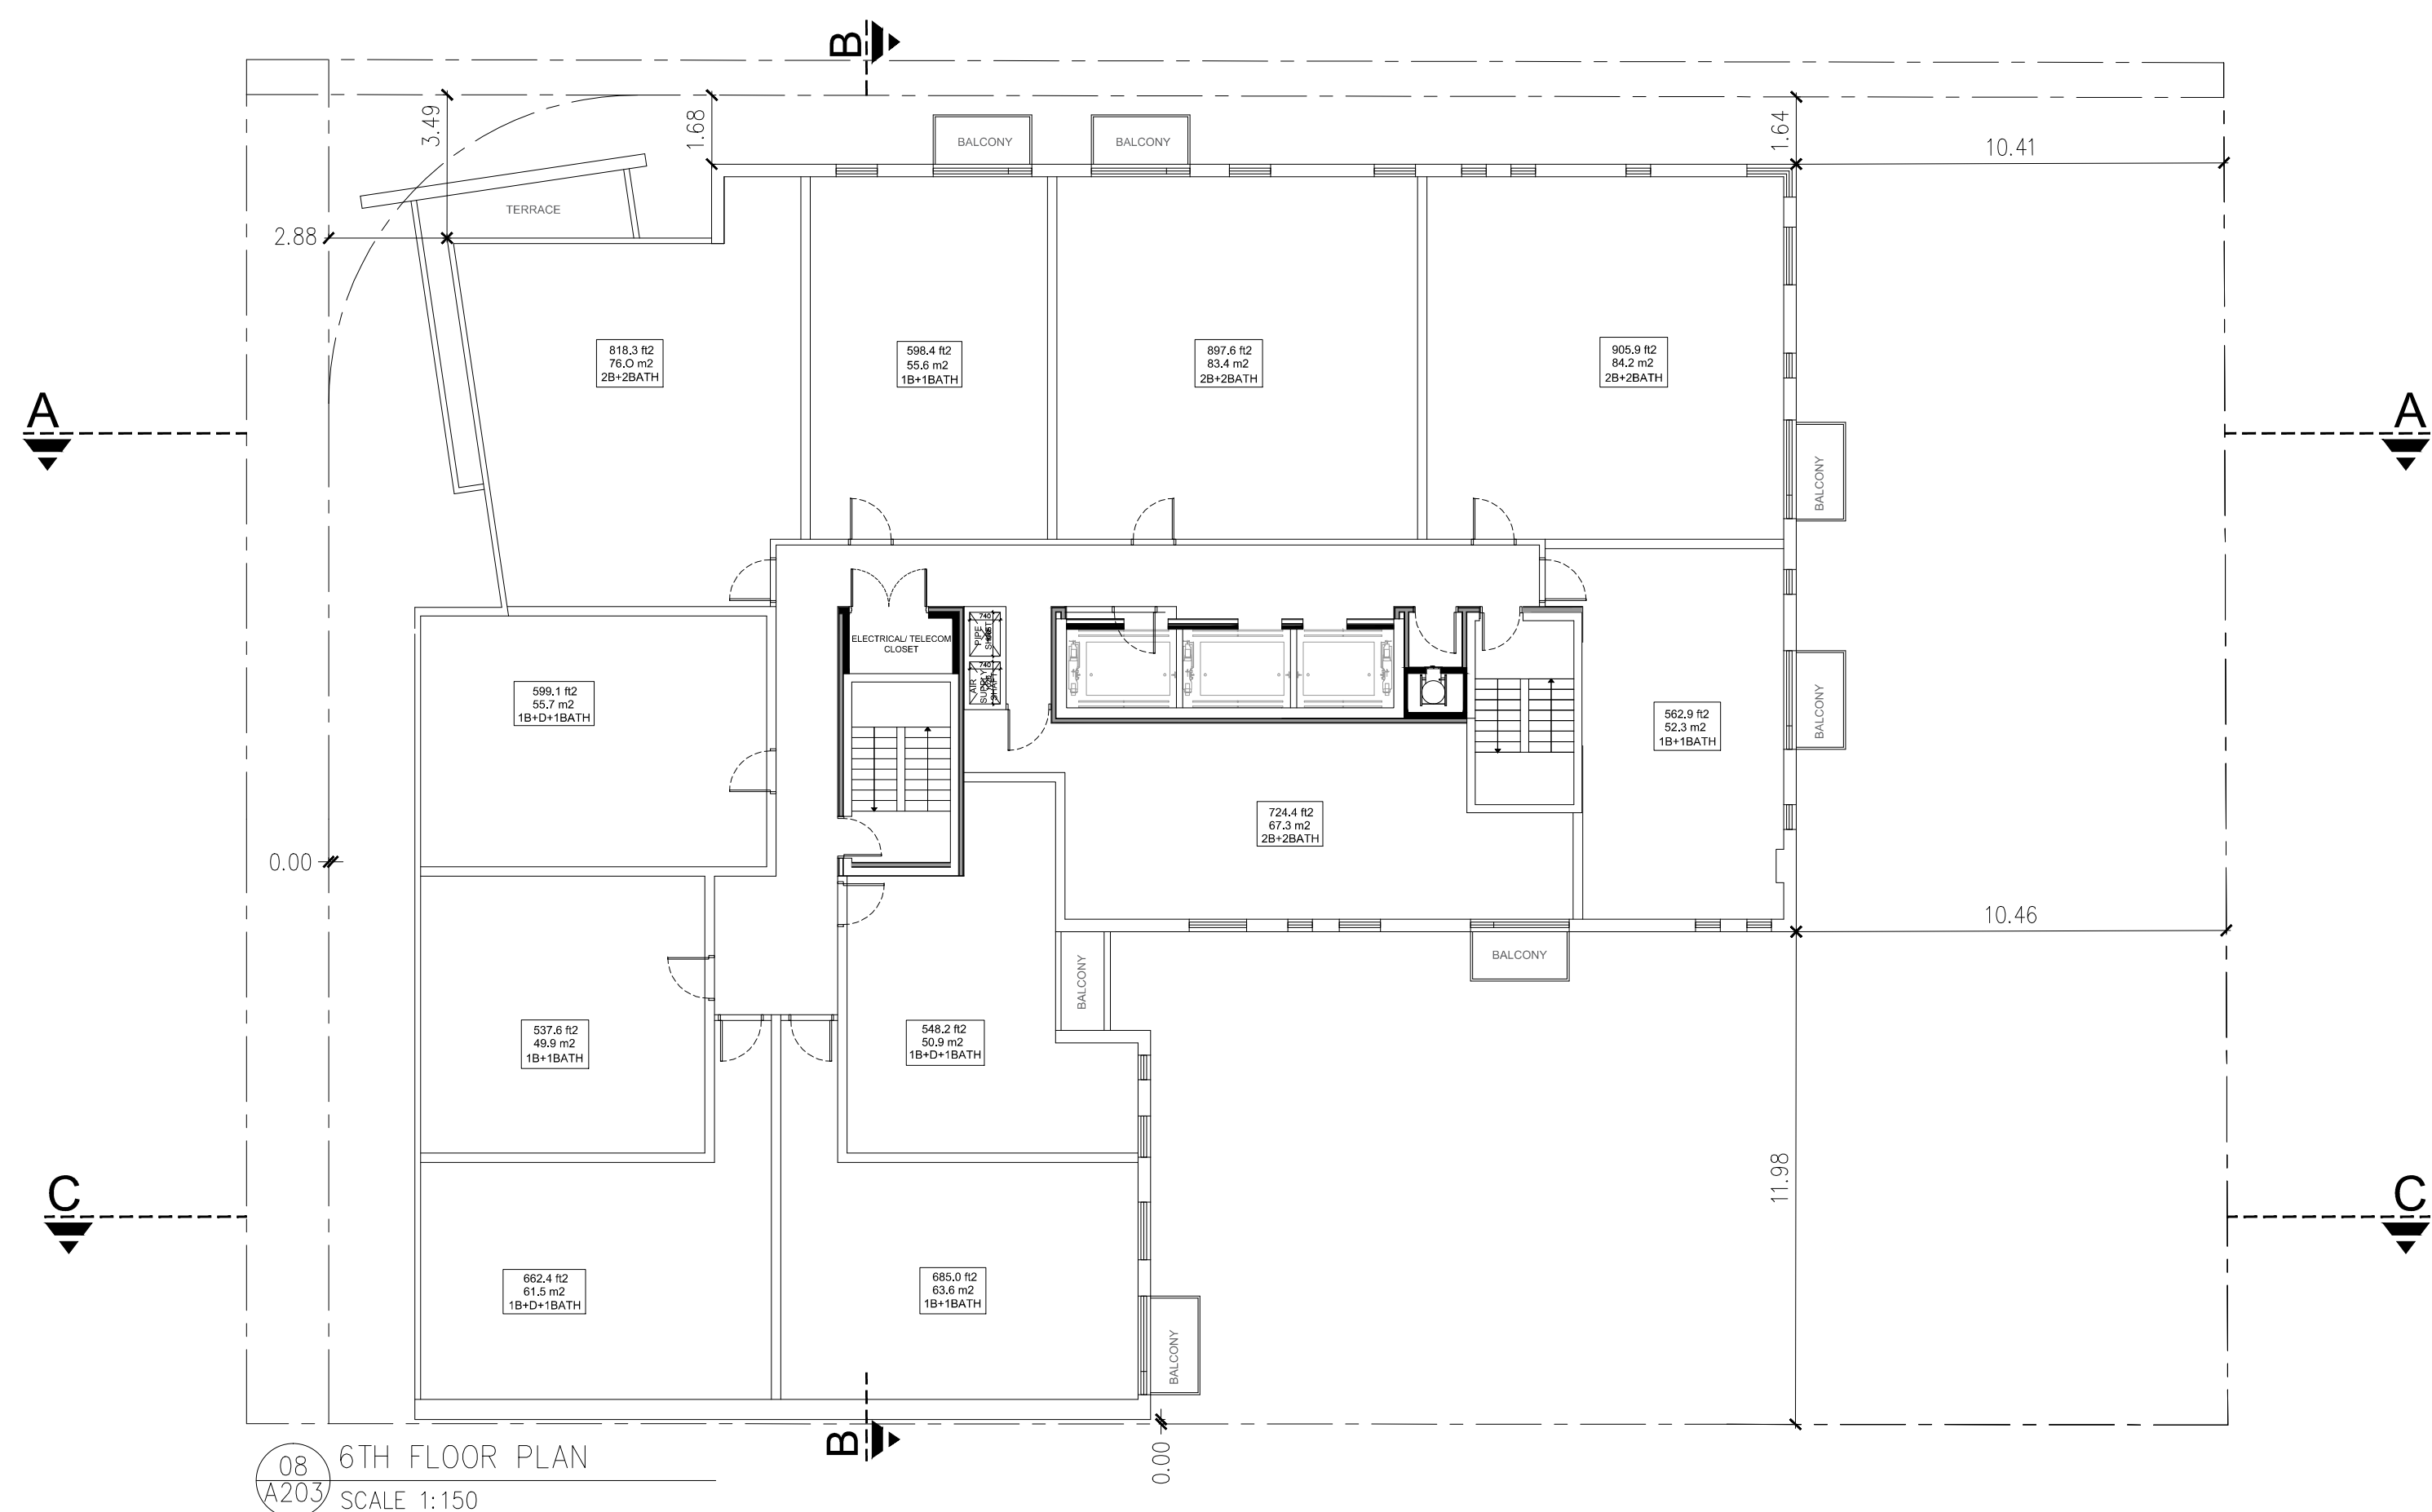 B
3.49
1.68
1.64
10.41
BALCONY
BALCONY
TERRACE
2.88
818.3 ft2
76.0 m2
2B+2BATH
598.4 ft2
55.6 m2
1B+1BATH
897.6 ft2
83.4 m2
2B+2BATH
905.9 ft2
84.2 m2
2B+2BATH
A
A
BALCONY
ELECTRICAL/ TELECOM
CLOSET
740
PIPE
740
AIR
SUPPLY
SHAFT
599.1 ft2
55.7 m2
1B+D+1BATH
562.9 ft2
52.3 m2
1B+1BATH
BALCONY
724.4 ft2
67.3 m2
2B+2BATH
0.00
10.46
BALCONY
BALCONY
537.6 ft2
49.9 m2
1B+1BATH
548.2 ft2
50.9 m2
1B+D+1BATH
11.98
C
C
662.4 ft2
61.5 m2
1B+D+1BATH
685.0 ft2
63.6 m2
1B+1BATH
BALCONY
B
0.00
08
A203
6TH FLOOR PLAN
SCALE 1:150